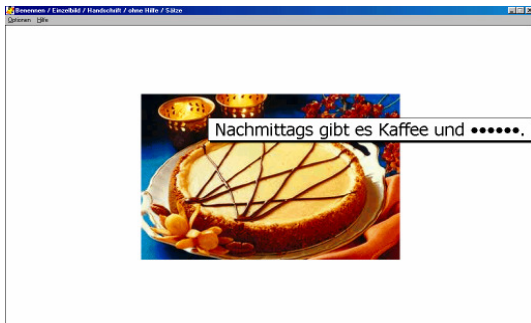 Benennen / Einzelbild / Handschrift / ohne Hilfe / Sätze
Optionen Hilfe
Nachmittags gibt es Kaffee und ●●●●●●.